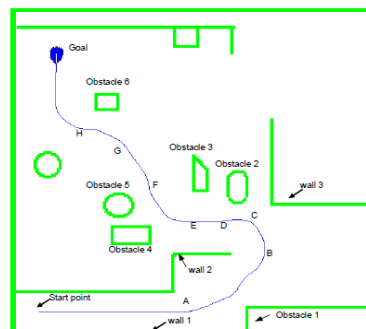 Goal
Obstacle 6
H
G
Obstacle 3
Obstacle 2
Obstacle 5
F
wall 3
E
D
C
Obstacle 4
B
wall 2
Start point
A
wall 1
Obstacle 1